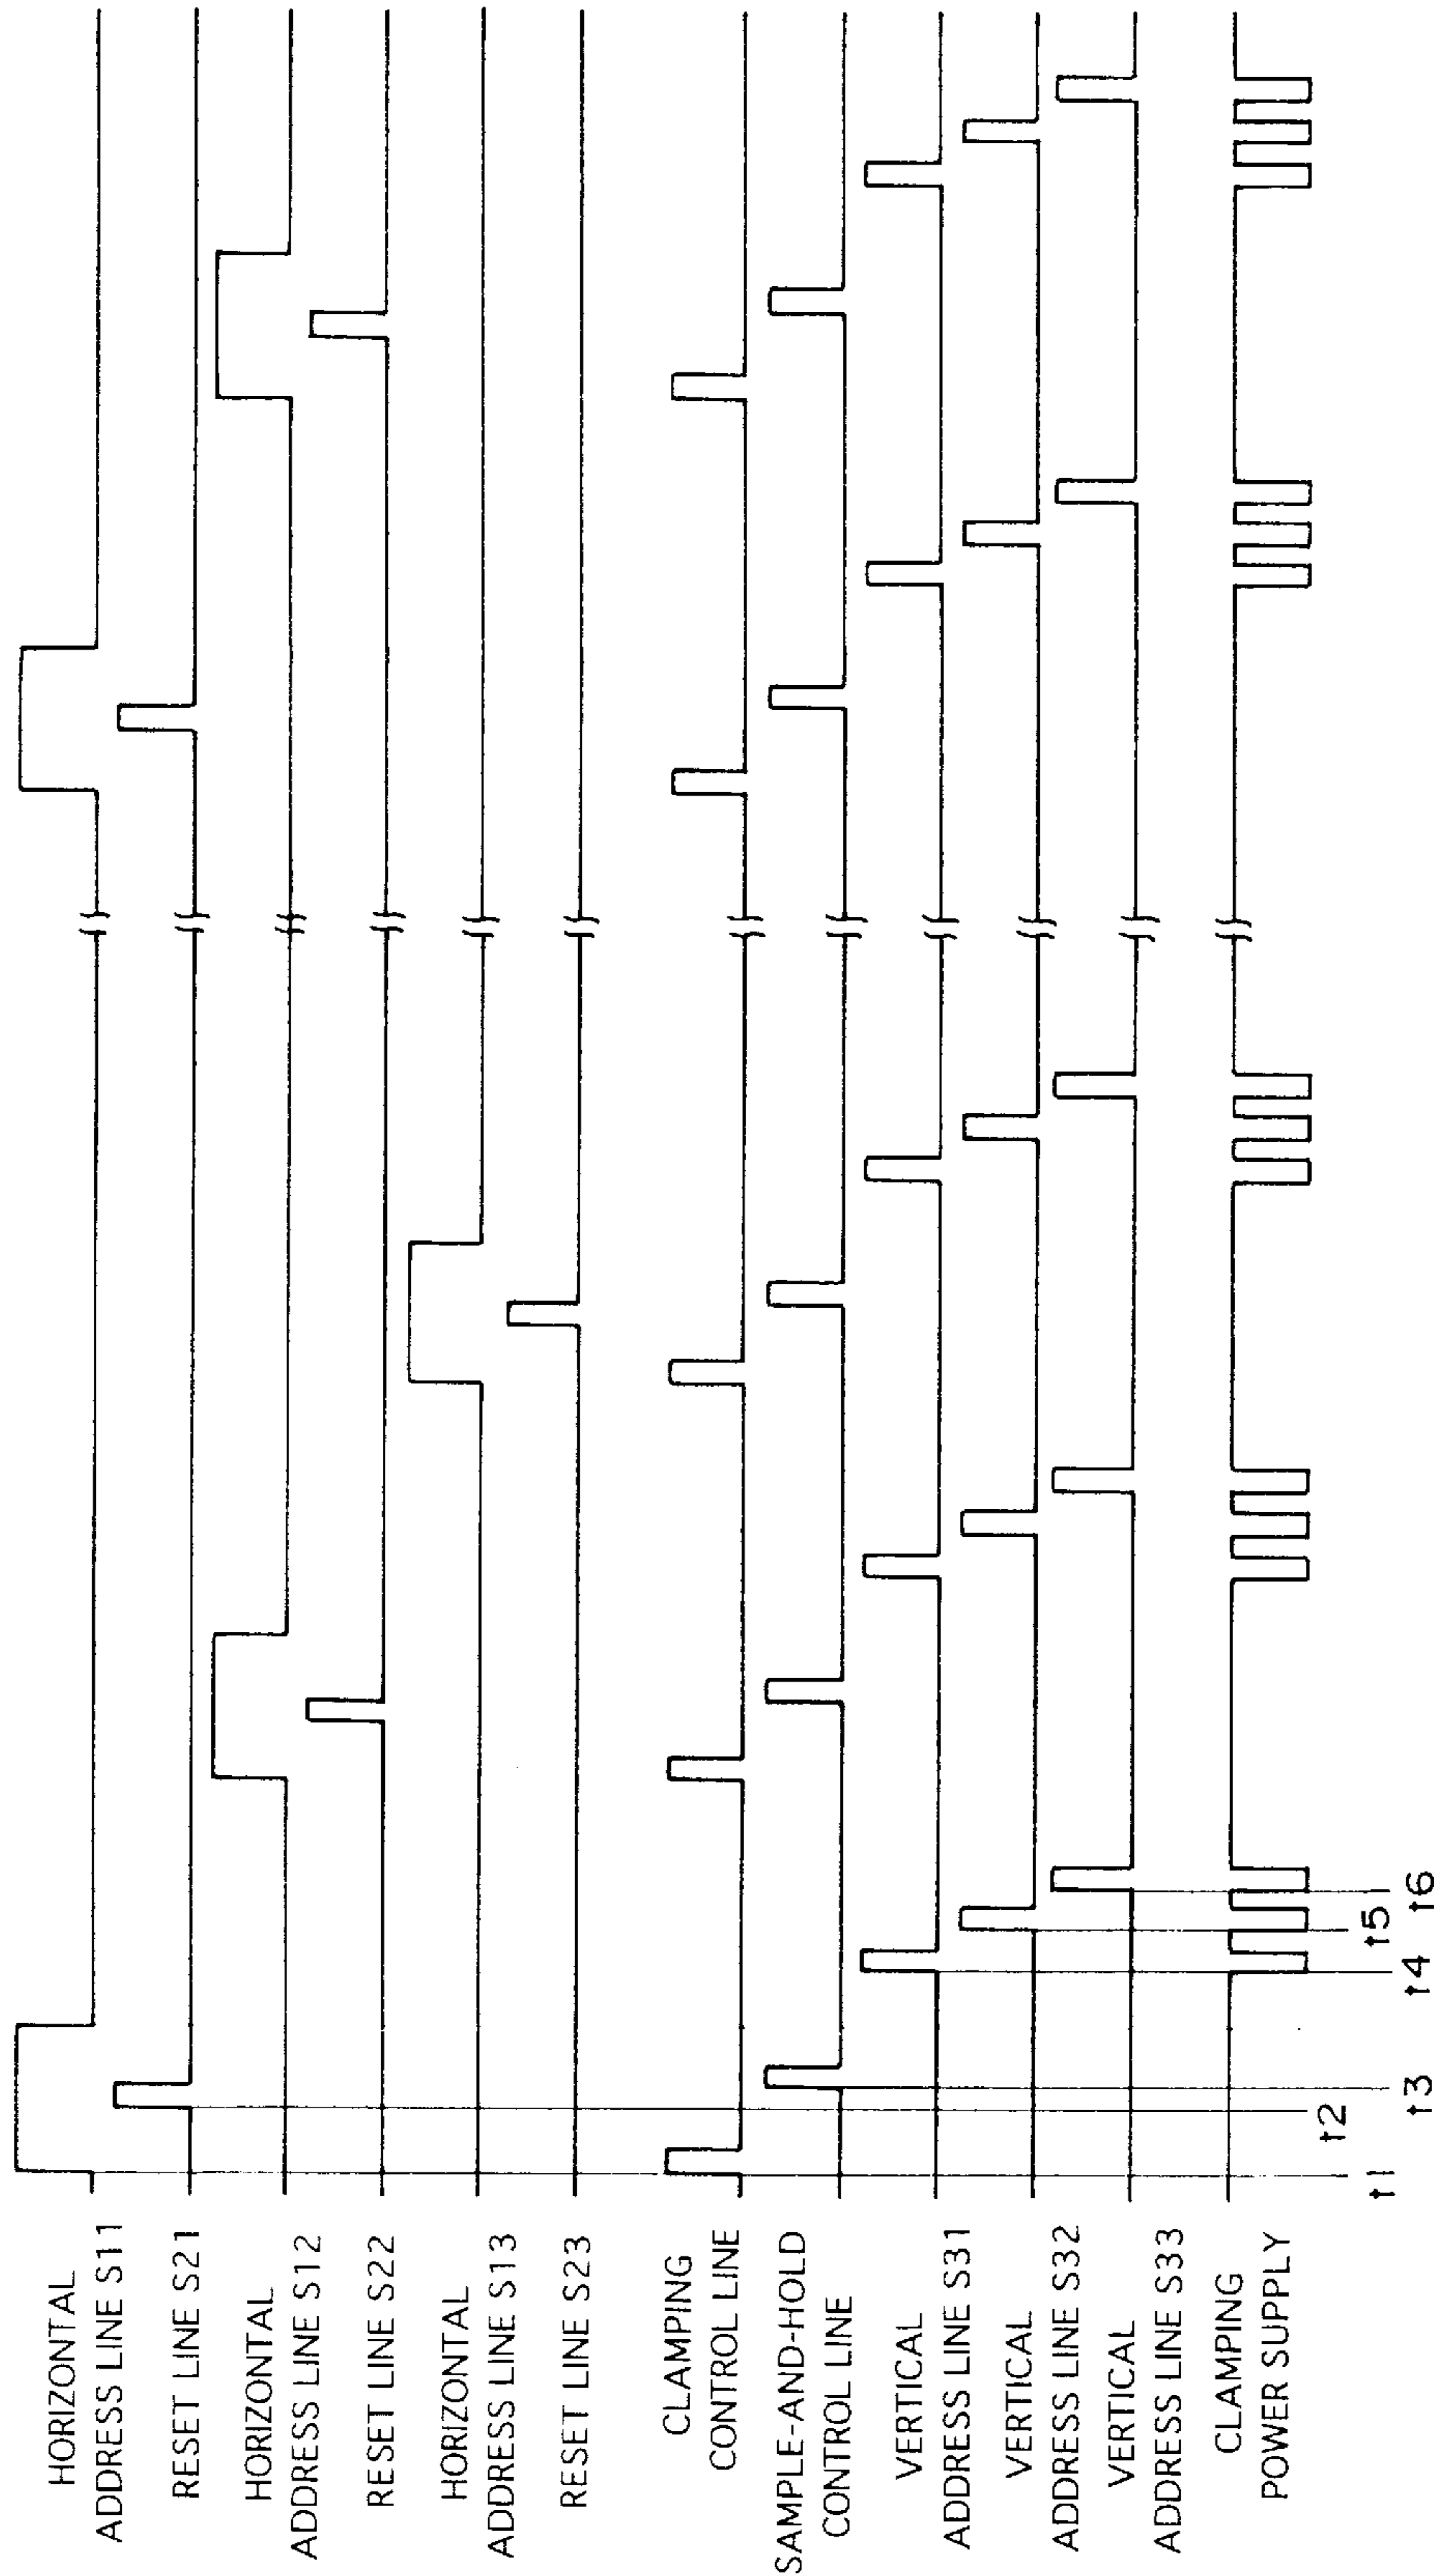 HORIZONTAL
ADDRESS LINE S11
RESET LINE S21
HORIZONTAL
ADDRESS LINE S12
RESET LINE S22
HORIZONTAL
ADDRESS LINE S13
RESET LINE S23
CLAMPING
CONTROL LINE
SAMPLE-AND-HOLD
CONTROL LINE
VERTICAL
ADDRESS LINE S31
VERTICAL
ADDRESS LINE S32
VERTICAL
ADDRESS LINE S33
CLAMPING
POWER SUPPLY
t1
t2
t3
t4
t5
t6